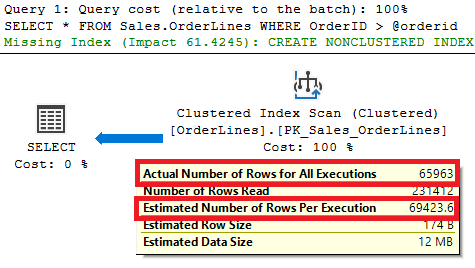 Query 1: Query cost (relative to the batch): 100%
SELECT * FROM Sales.OrderLines WHERE OrderID > @orderid
Missing Index (Impact 61.4245): CREATE NONCLUSTERED INDEX
Clustered Index Scan (Clustered)
[OrderLines].[PK_Sales_OrderLines]
Cost: 100 %
SELECT
Cost: 0 %
Actual Number of Rows for All Executions 65963
Number of Rows Read 231412
Estimated Number of Rows Per Execution 69423.6
Estimated Row Size 174 B
Estimated Data Size 12 MB